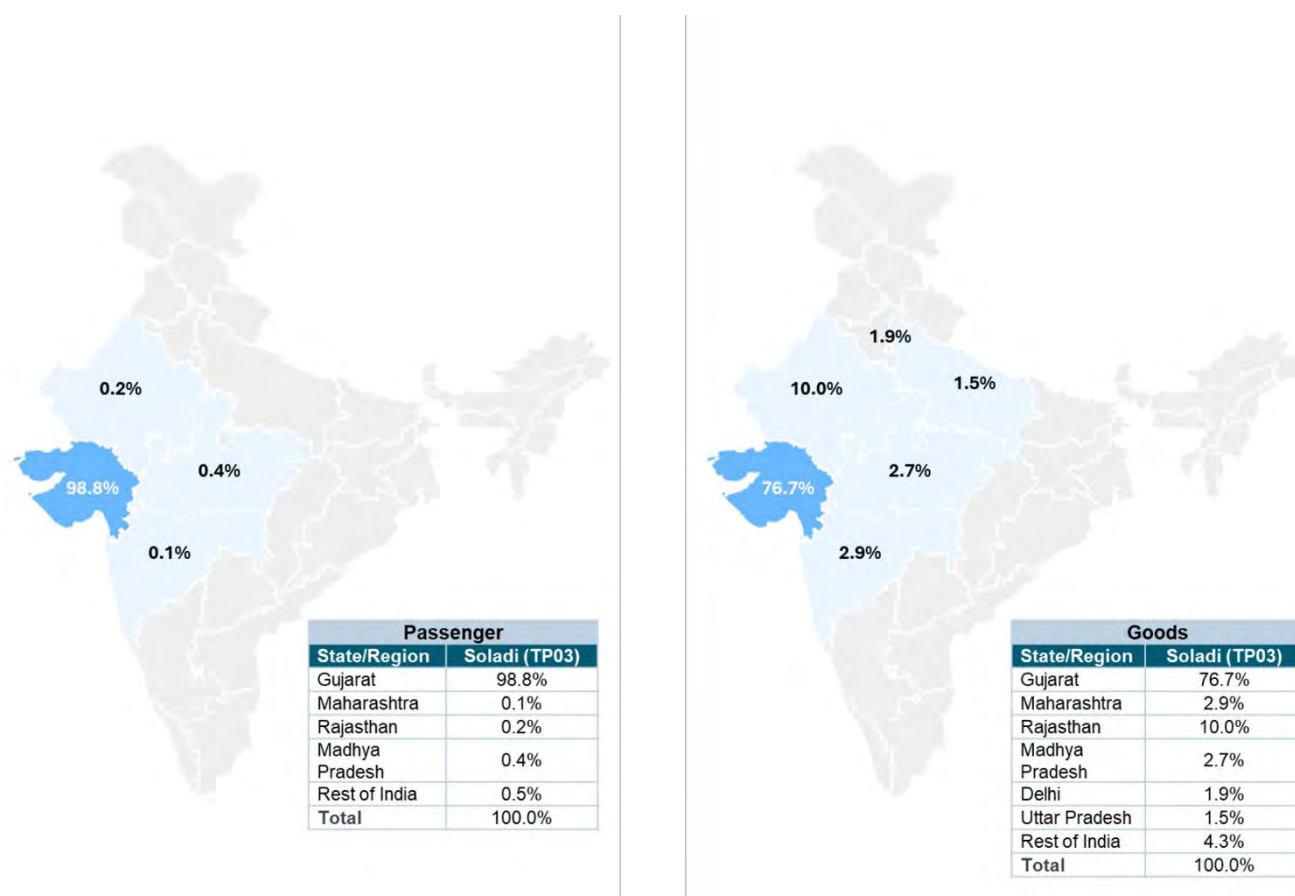 0.2%
0.4%
98.8%
0.1%
Passenger
State/Region Soladi (TP03)
Gujarat 98.8%
Maharashtra 0.1%
Rajasthan 0.2%
Madhya
Pradesh 0.4%
Rest of India 0.5%
Total 100.0%
1.9%
10.0%
1.5%
2.7%
76.7%
2.9%
Goods
State/Region Soladi (TP03)
Gujarat 76.7%
Maharashtra 2.9%
Rajasthan 10.0%
Madhya
Pradesh 2.7%
Delhi 1.9%
Uttar Pradesh 1.5%
Rest of India 4.3%
Total 100.0%